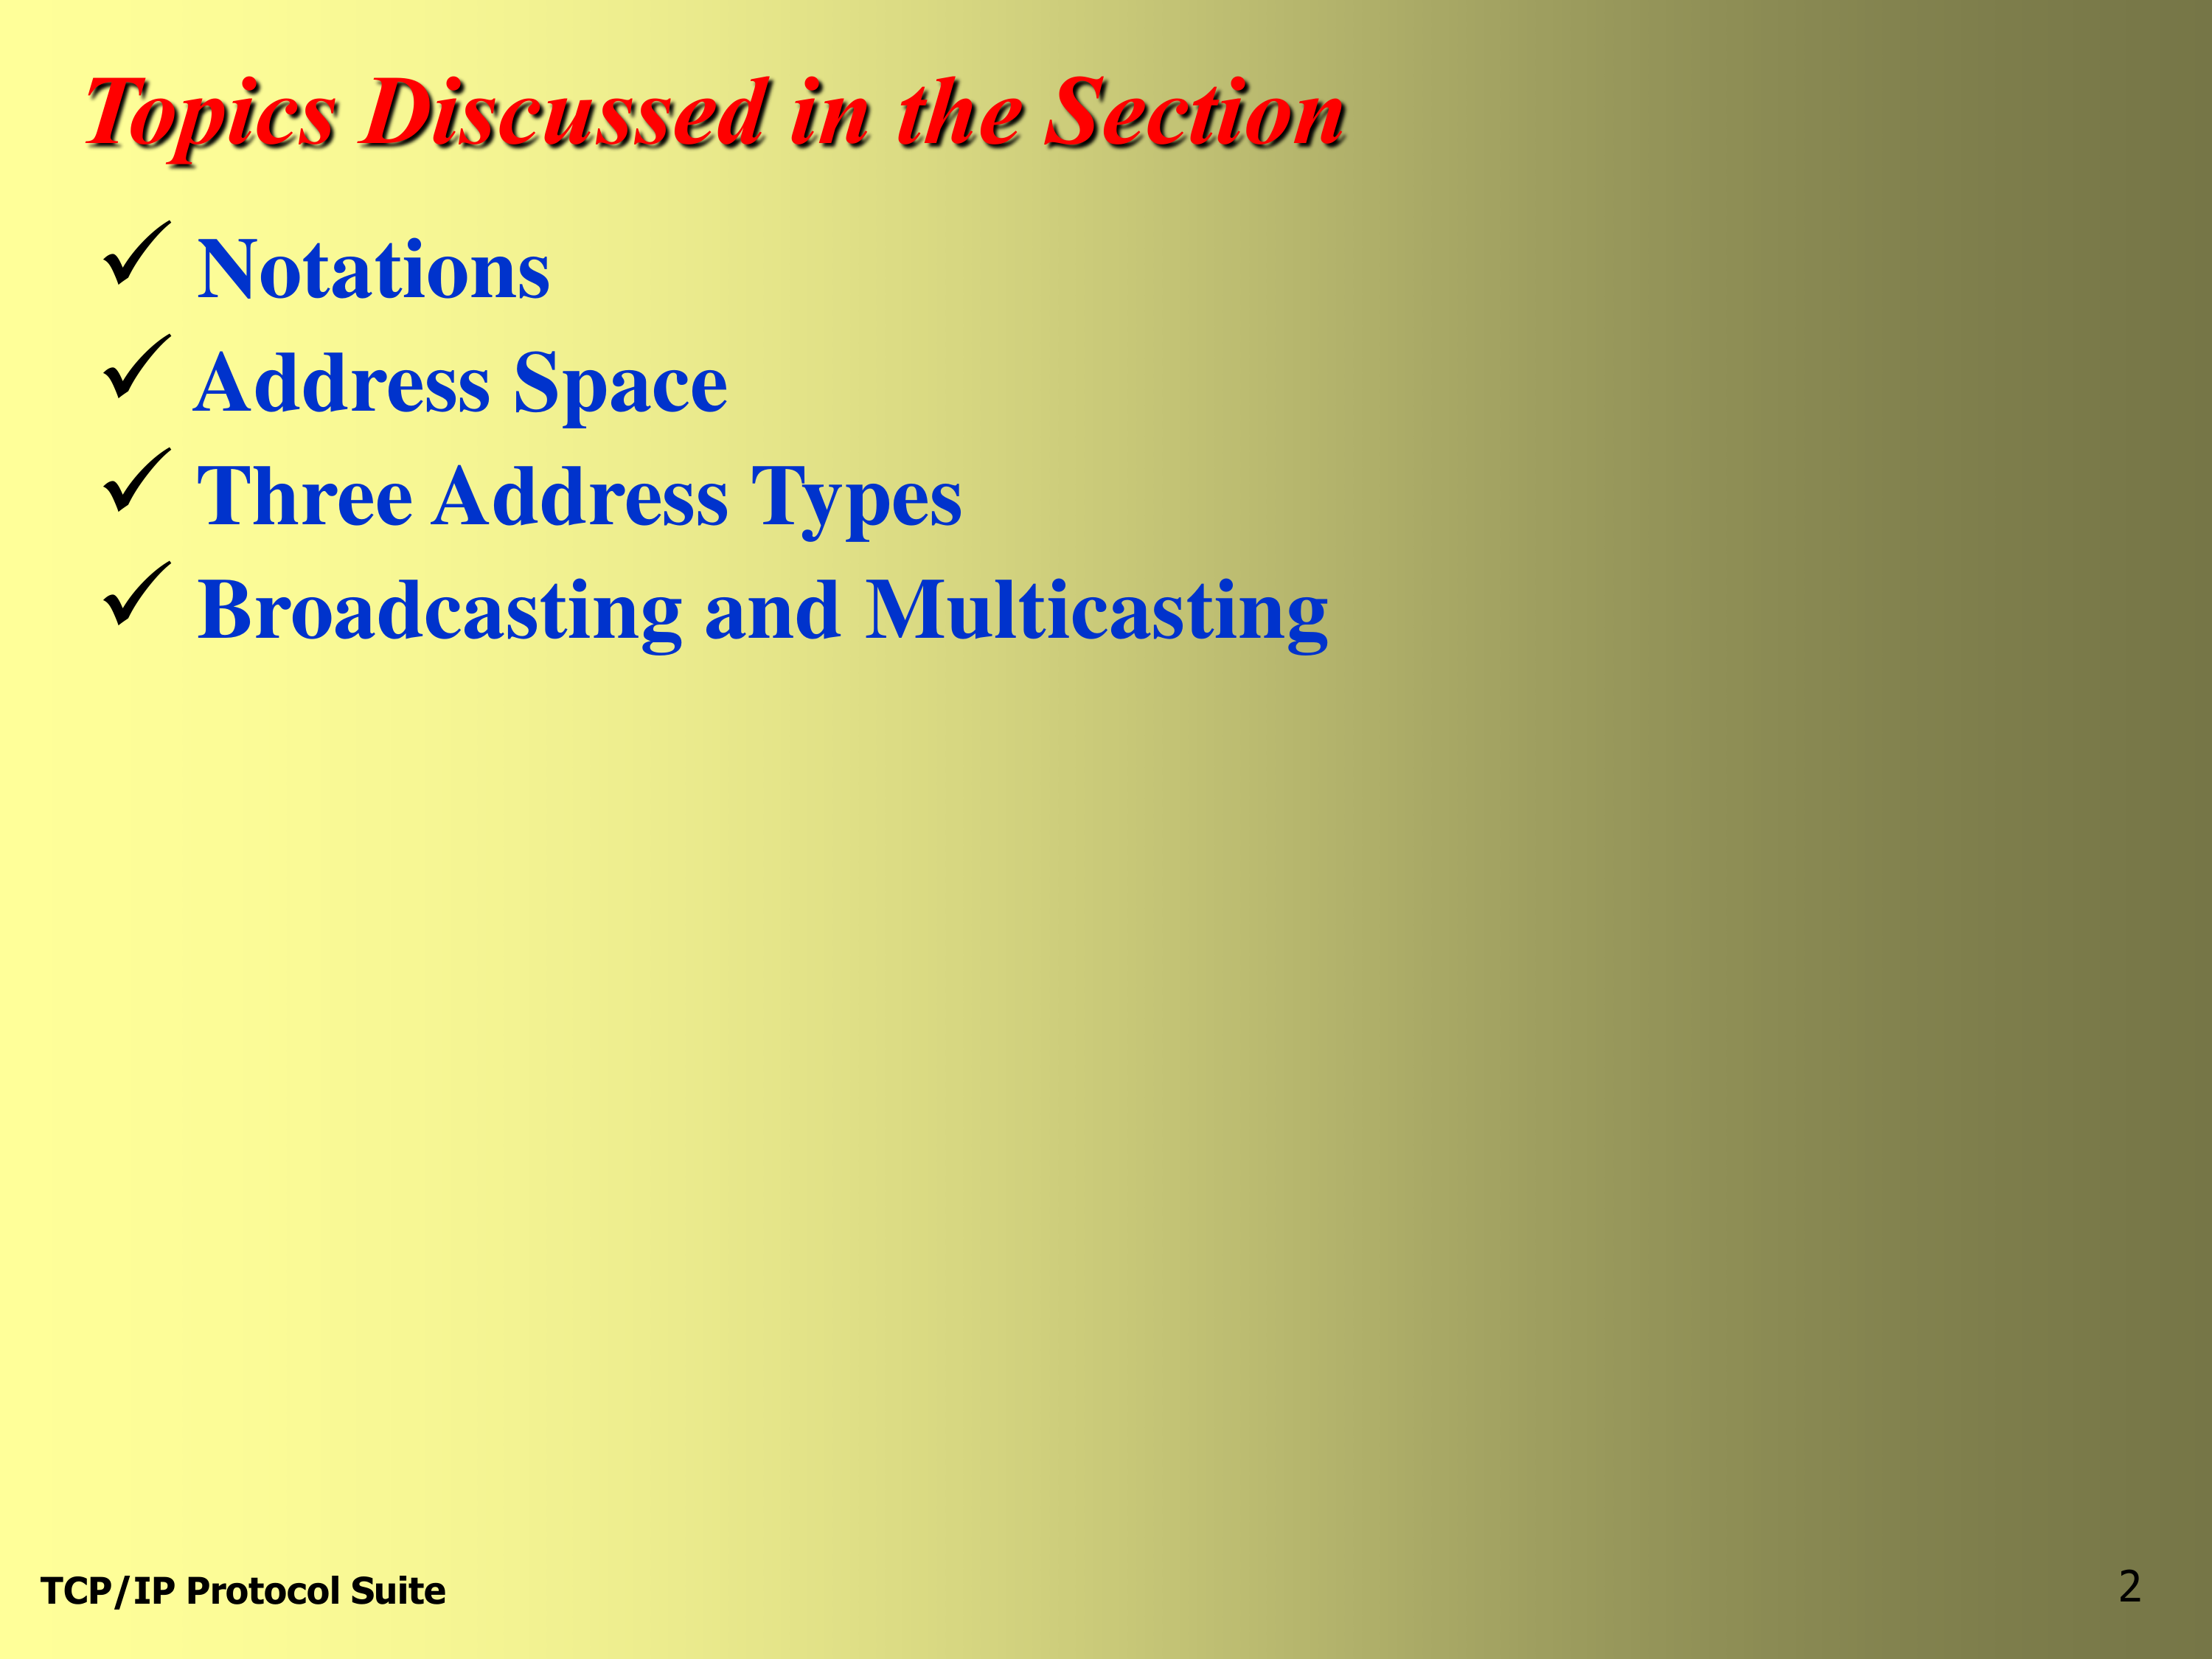 Topics Discussed in the Section
✓ Notations
✓ Address Space
✓ Three Address Types
✓ Broadcasting and Multicasting
TCP/IP Protocol Suite
2